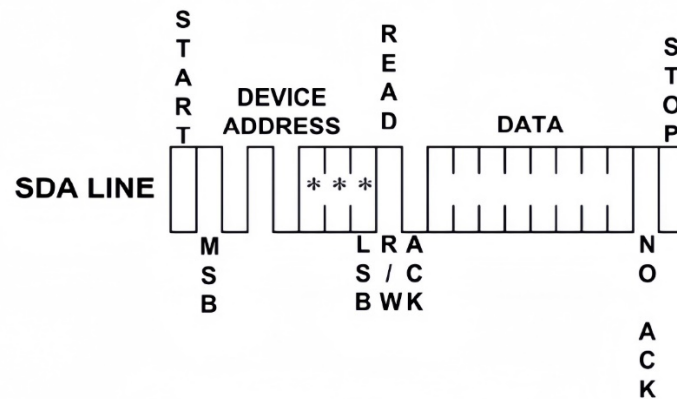 START
READ
STOP
DEVICE
ADDRESS
DATA
SDA LINE
* * *
MSB
LSB
R/W
ACK
NO ACK